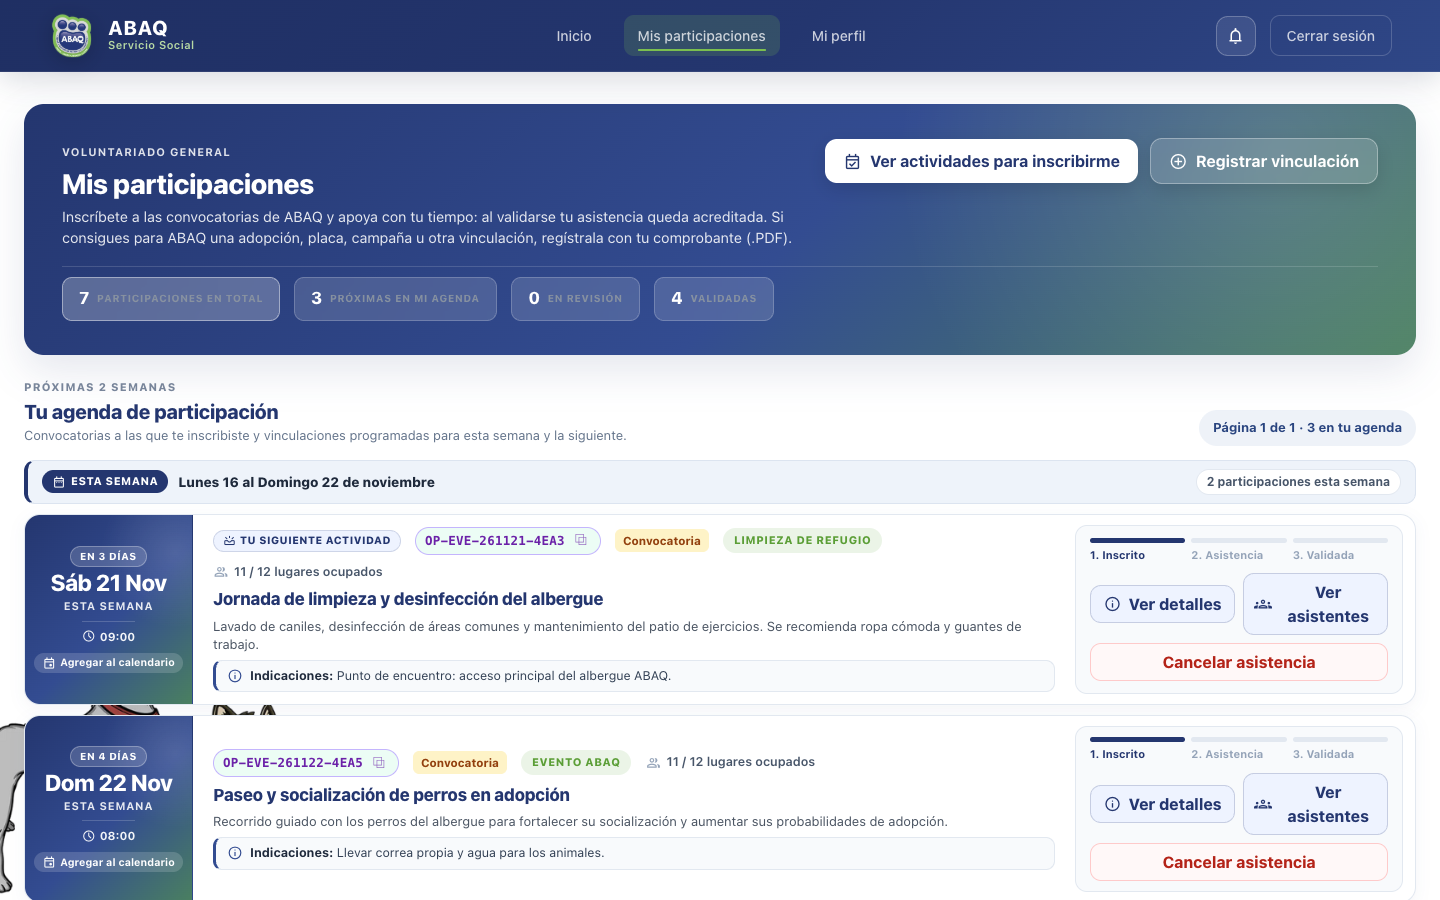 ABAQ
ABAQ
Servicio Social
Inicio
Mis participaciones
Mi perfil
Cerrar sesión
VOLUNTARIADO GENERAL
Mis participaciones
Inscríbete a las convocatorias de ABAQ y apoya con tu tiempo: al validarse tu asistencia queda acreditada. Si
consigues para ABAQ una adopción, placa, campaña u otra vinculación, regístrala con tu comprobante (.PDF).
Ver actividades para inscribirme
Registrar vinculación
7 PARTICIPACIONES EN TOTAL
3 PRÓXIMAS EN MI AGENDA
0 EN REVISIÓN
4 VALIDADAS
PRÓXIMAS 2 SEMANAS
Tu agenda de participación
Convocatorias a las que te inscribiste y vinculaciones programadas para esta semana y la siguiente.
Página 1 de 1 · 3 en tu agenda
ESTA SEMANA
Lunes 16 al Domingo 22 de noviembre
2 participaciones esta semana
EN 3 DÍAS
Sáb 21 Nov
ESTA SEMANA
09:00
Agregar al calendario
TU SIGUIENTE ACTIVIDAD
OP-EVE-261121-4EA3
Convocatoria
LIMPIEZA DE REFUGIO
11 / 12 lugares ocupados
Jornada de limpieza y desinfección del albergue
Lavado de caniles, desinfección de áreas comunes y mantenimiento del patio de ejercicios. Se recomienda ropa cómoda y guantes de
trabajo.
Indicaciones: Punto de encuentro: acceso principal del albergue ABAQ.
1. Inscrito
2. Asistencia
3. Validada
Ver detalles
Ver
asistentes
Cancelar asistencia
EN 4 DÍAS
Dom 22 Nov
ESTA SEMANA
08:00
Agregar al calendario
OP-EVE-261122-4EA5
Convocatoria
EVENTO ABAQ
11 / 12 lugares ocupados
Paseo y socialización de perros en adopción
Recorrido guiado con los perros del albergue para fortalecer su socialización y aumentar sus probabilidades de adopción.
Indicaciones: Llevar correa propia y agua para los animales.
1. Inscrito
2. Asistencia
3. Validada
Ver detalles
Ver
asistentes
Cancelar asistencia